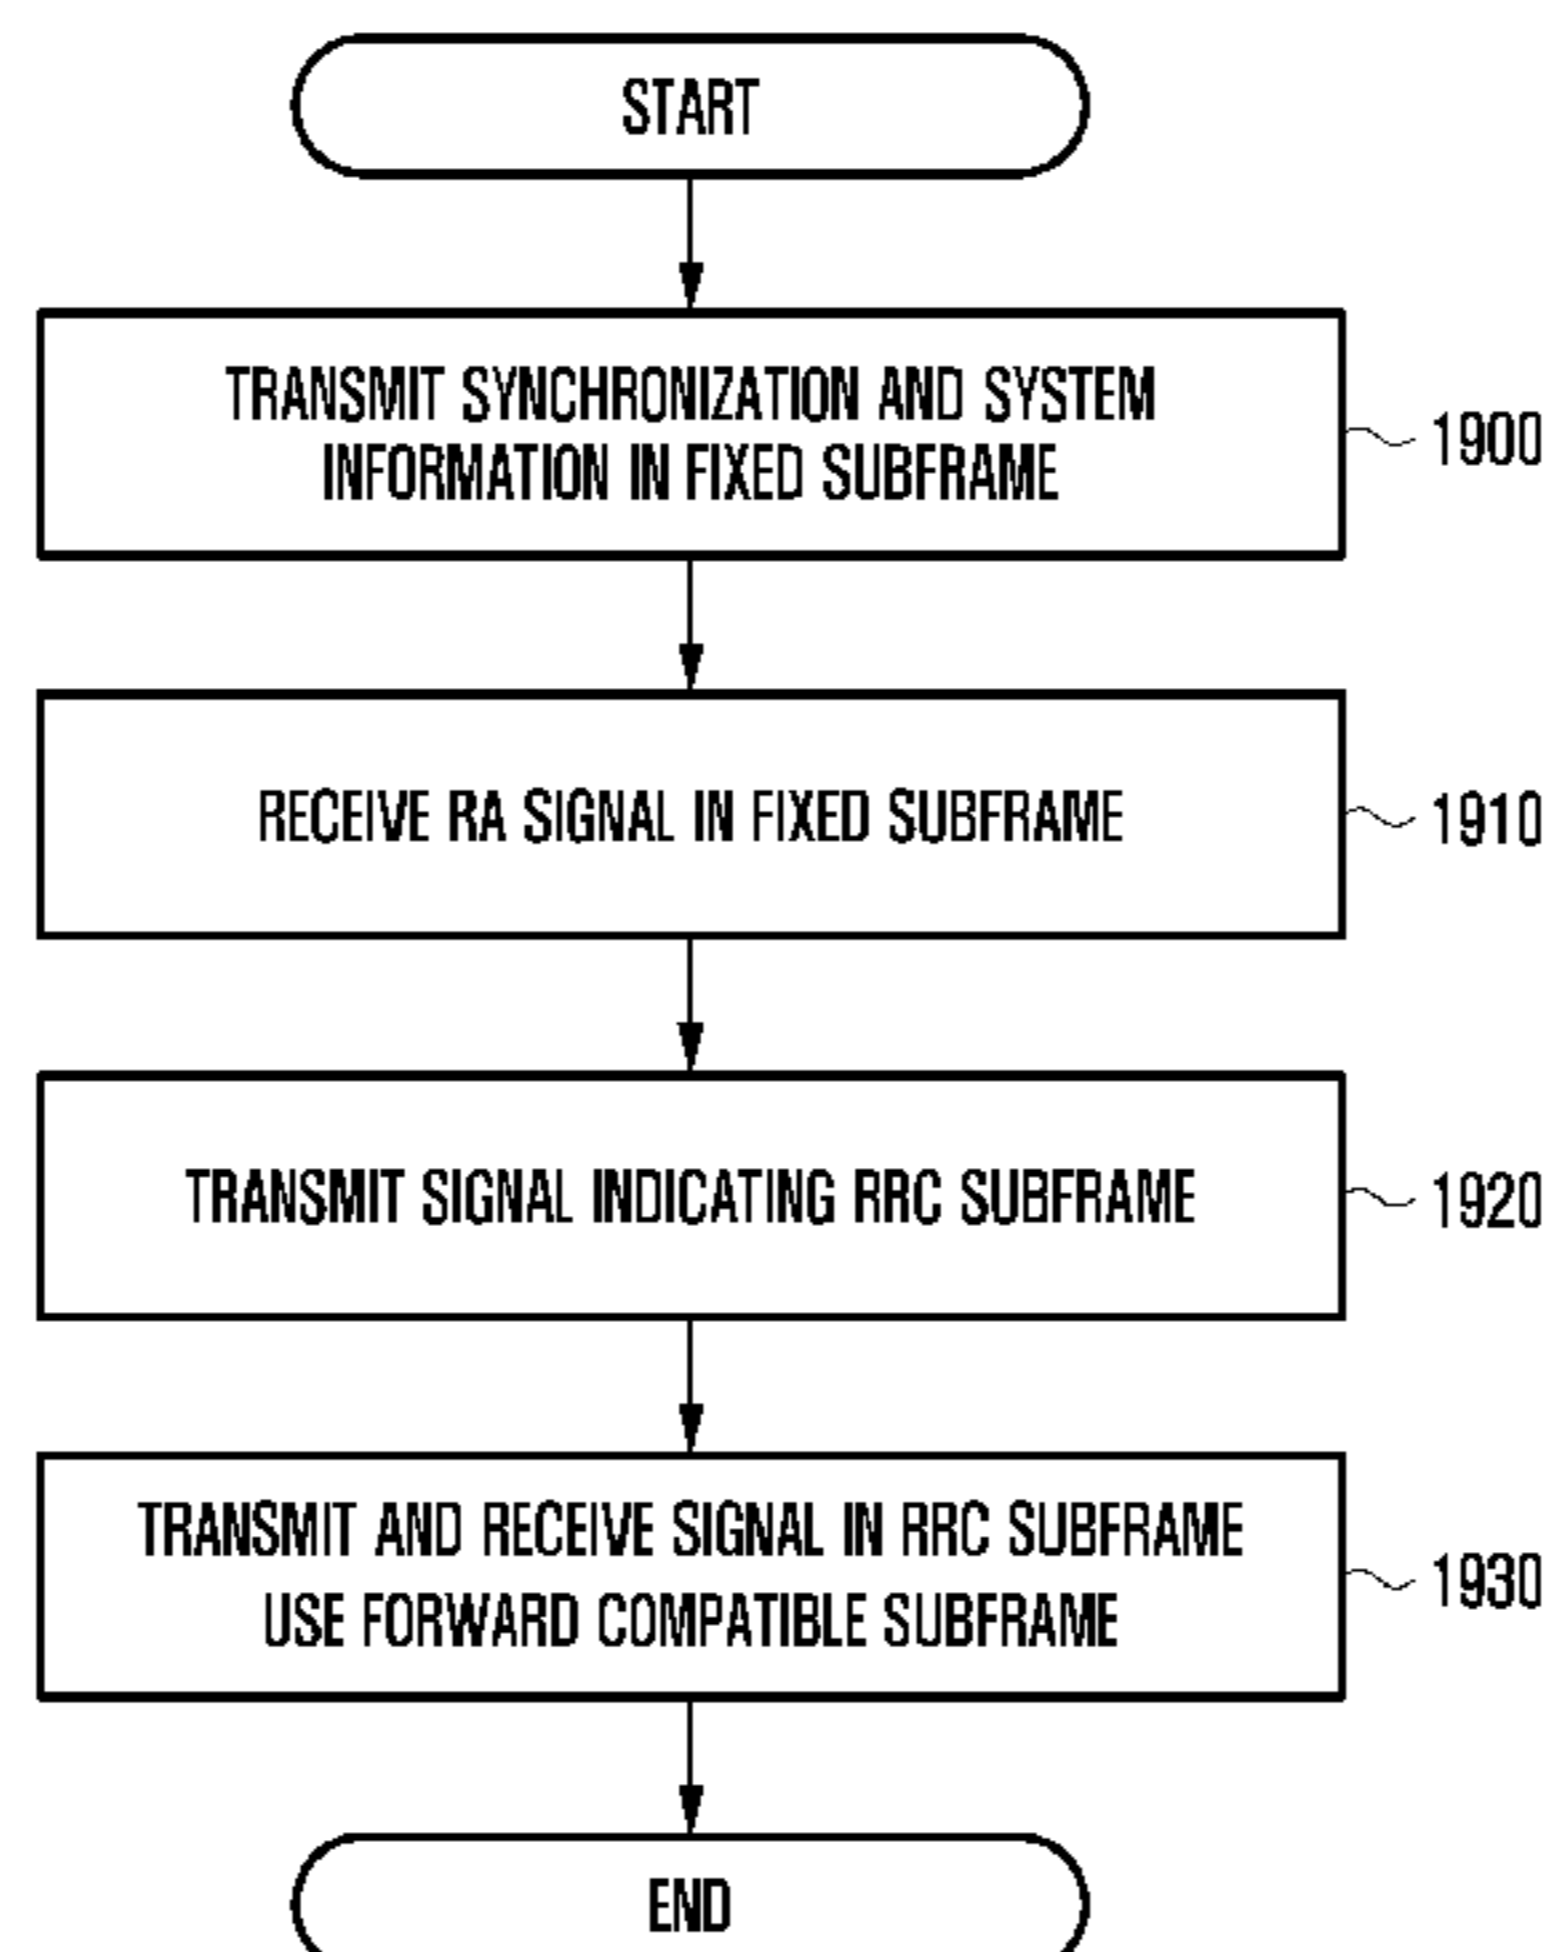 START
TRANSMIT SYNCHRONIZATION AND SYSTEM
INFORMATION IN FIXED SUBFRAME
1900
RECEIVE RA SIGNAL IN FIXED SUBFRAME
1910
TRANSMIT SIGNAL INDICATING RRC SUBFRAME
1920
TRANSMIT AND RECEIVE SIGNAL IN RRC SUBFRAME
USE FORWARD COMPATIBLE SUBFRAME
1930
END